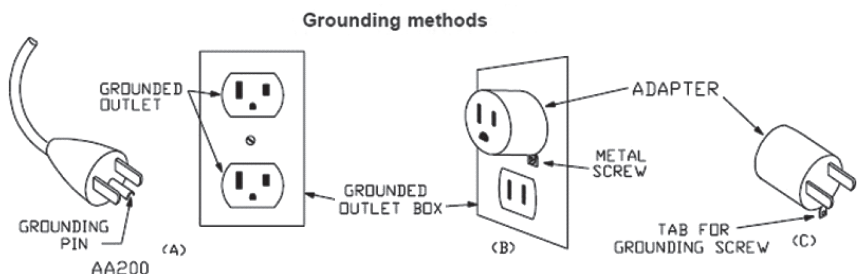 Grounding methods
GROUNDED
OUTLET
GROUNDING
PIN
(A)
AA200
GROUNDED
OUTLET BOX
ADAPTER
METAL
SCREW
(B)
TAB FOR
GROUNDING SCREW
(C)